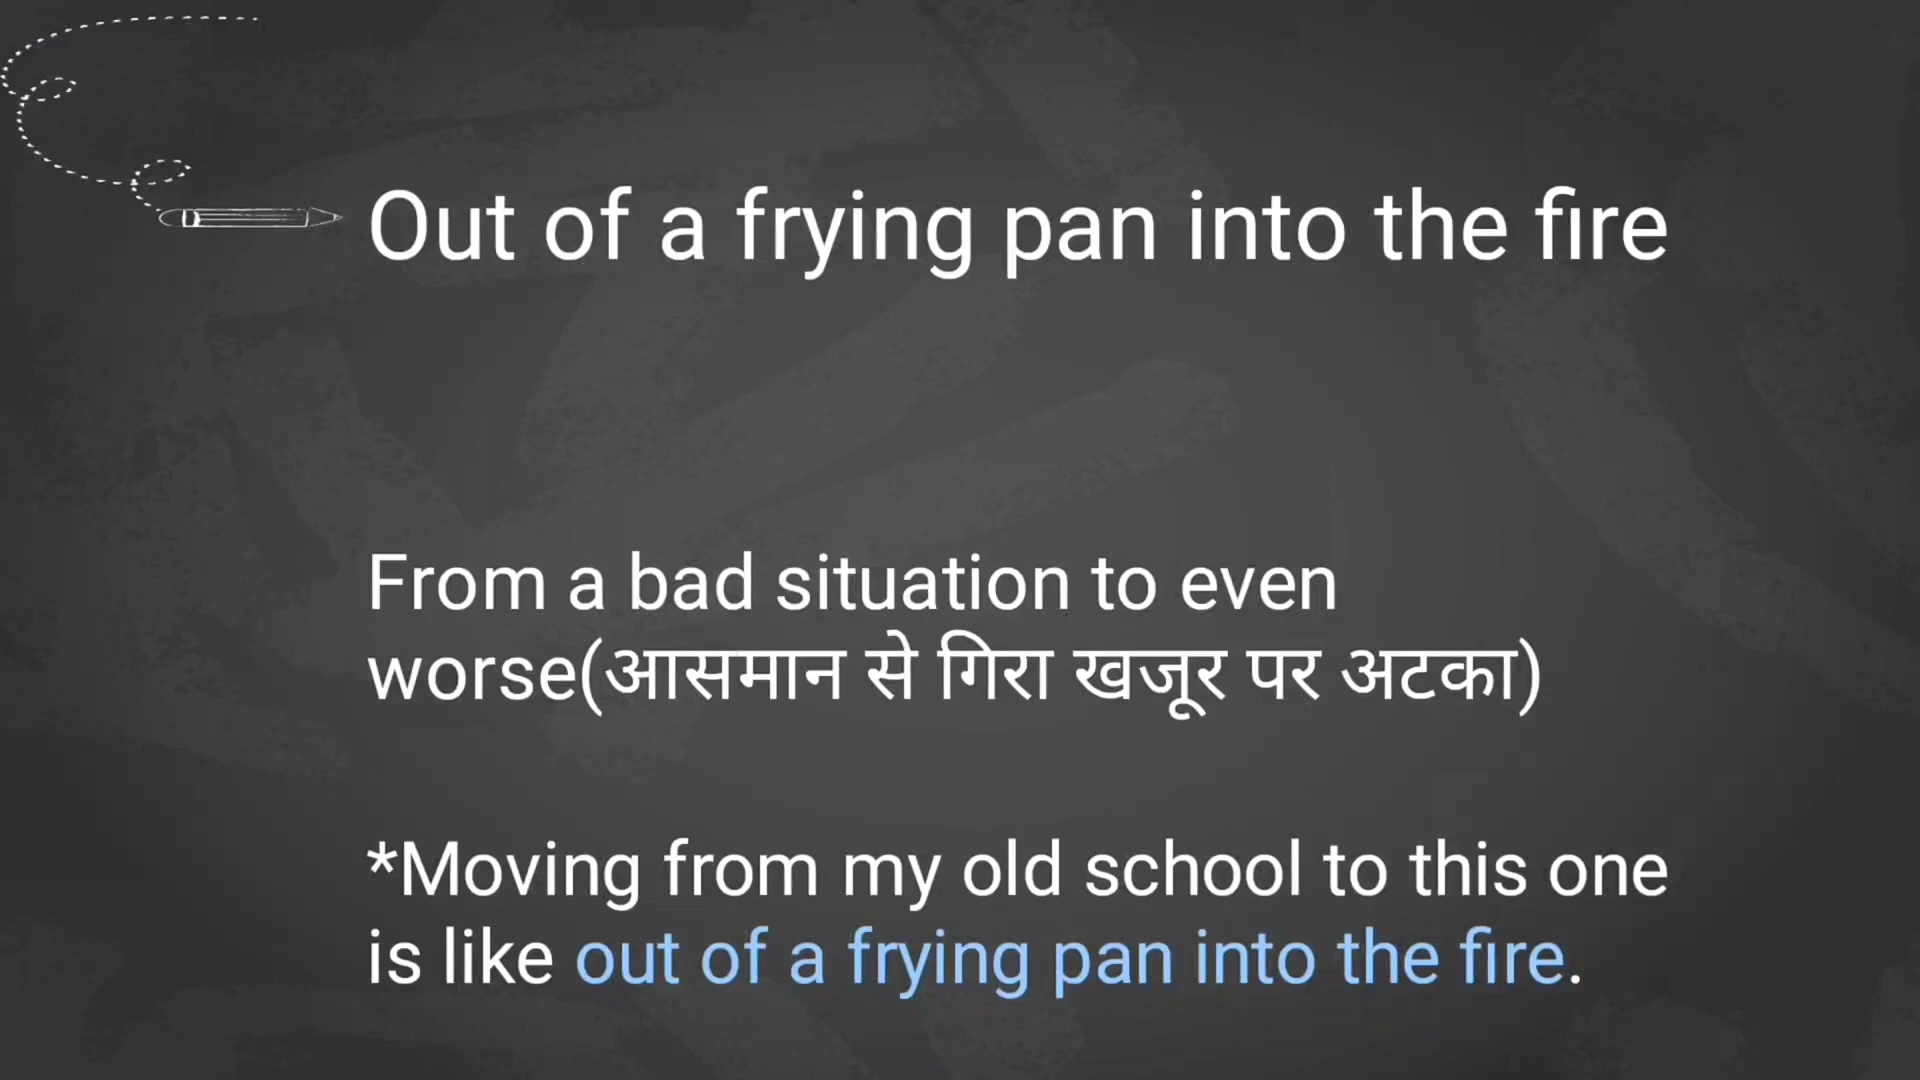 Out of a frying pan into the fire
From a bad situation to even
worse(आसमान से गिरा खजूर पर अटका)
*Moving from my old school to this one
is like out of a frying pan into the fire.